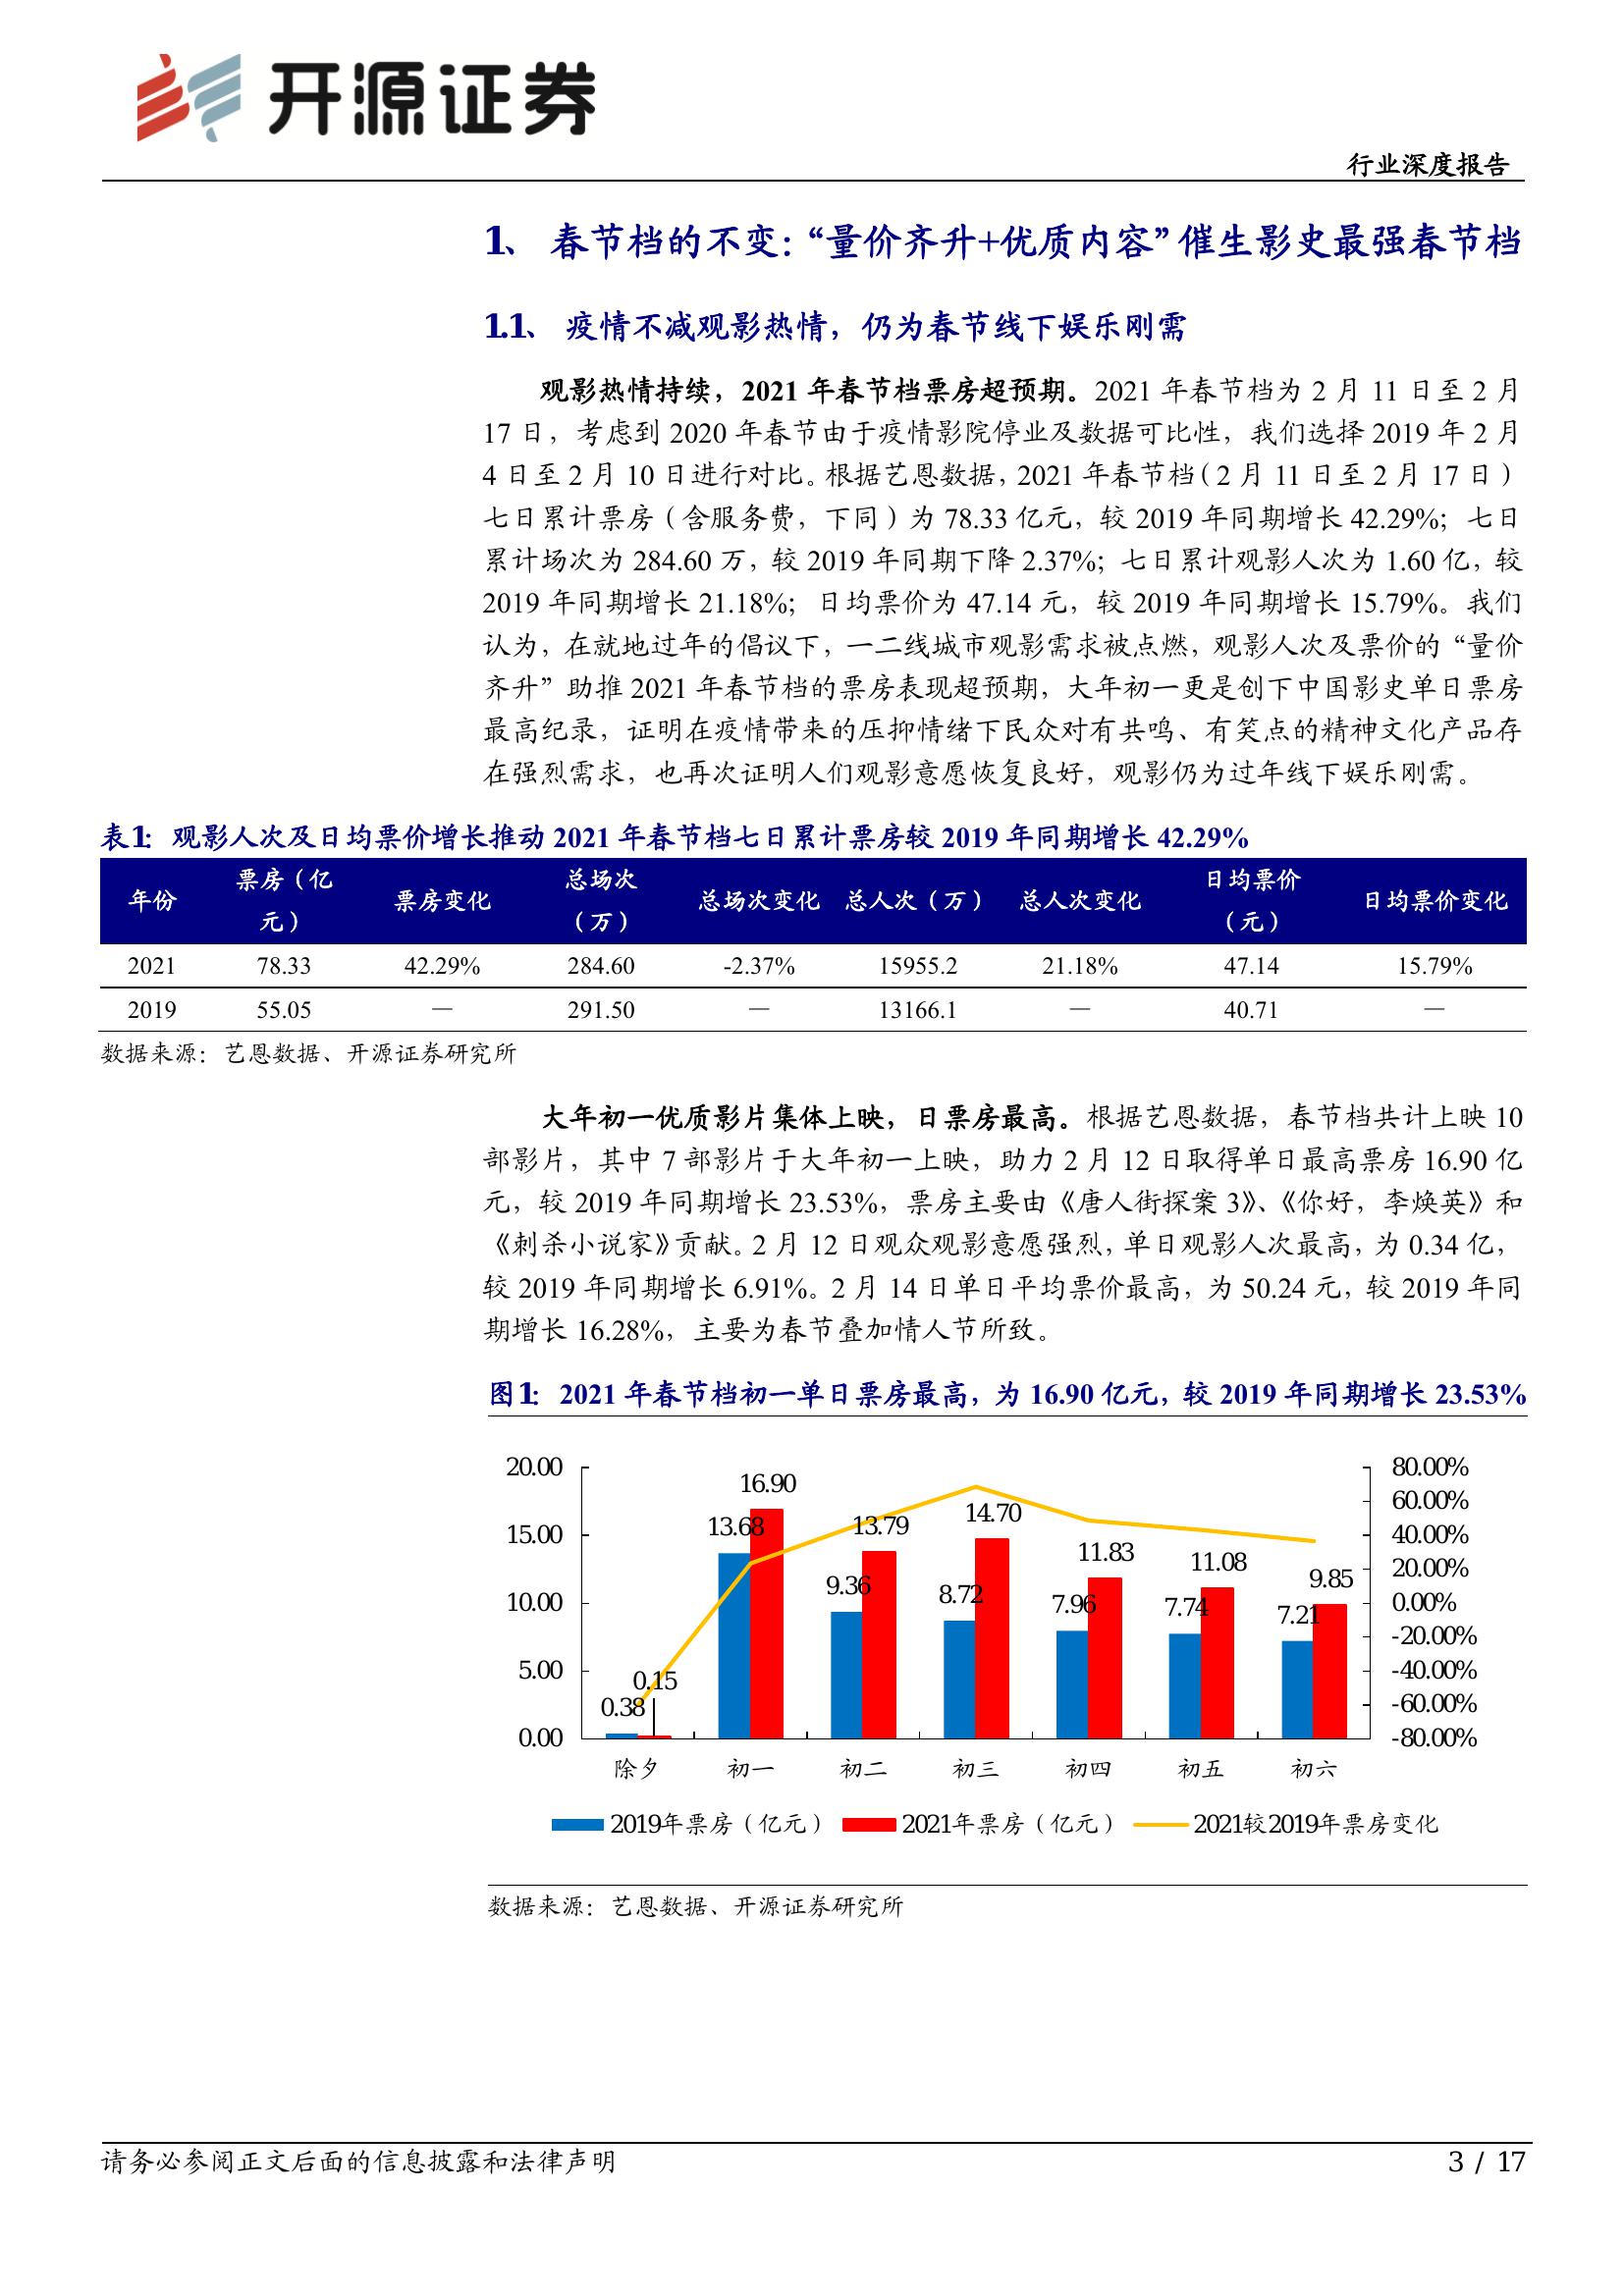 开源证券
行业深度报告
1、 春节档的不变：“量价齐升+优质内容”催生影史最强春节档
1.1、 疫情不减观影热情，仍为春节线下娱乐刚需
观影热情持续，2021 年春节档票房超预期。2021 年春节档为 2 月 11 日至 2 月
17 日，考虑到 2020 年春节由于疫情影院停业及数据可比性，我们选择 2019 年 2 月
4 日至 2 月 10 日进行对比。根据艺恩数据，2021 年春节档（2 月 11 日至 2 月 17 日）
七日累计票房（含服务费，下同）为 78.33 亿元，较 2019 年同期增长 42.29%；七日
累计场次为 284.60 万，较 2019 年同期下降 2.37%；七日累计观影人次为 1.60 亿，较
2019 年同期增长 21.18%；日均票价为 47.14 元，较 2019 年同期增长 15.79%。我们
认为，在就地过年的倡议下，一二线城市观影需求被点燃，观影人次及票价的“量价
齐升”助推 2021 年春节档的票房表现超预期，大年初一更是创下中国影史单日票房
最高纪录，证明在疫情带来的压抑情绪下民众对有共鸣、有笑点的精神文化产品存
在强烈需求，也再次证明人们观影意愿恢复良好，观影仍为过年线下娱乐刚需。
表1： 观影人次及日均票价增长推动 2021 年春节档七日累计票房较 2019 年同期增长 42.29%
年份 票房（亿元） 票房变化 总场次（万） 总场次变化 总人次（万） 总人次变化 日均票价（元） 日均票价变化
2021 78.33 42.29% 284.60 -2.37% 15955.2 21.18% 47.14 15.79%
2019 55.05 — 291.50 — 13166.1 — 40.71 —
数据来源：艺恩数据、开源证券研究所
大年初一优质影片集体上映，日票房最高。根据艺恩数据，春节档共计上映 10
部影片，其中 7 部影片于大年初一上映，助力 2 月 12 日取得单日最高票房 16.90 亿
元，较 2019 年同期增长 23.53%，票房主要由《唐人街探案 3》、《你好，李焕英》和
《刺杀小说家》贡献。2 月 12 日观众观影意愿强烈，单日观影人次最高，为 0.34 亿，
较 2019 年同期增长 6.91%。2 月 14 日单日平均票价最高，为 50.24 元，较 2019 年同
期增长 16.28%，主要为春节叠加情人节所致。
图1： 2021 年春节档初一单日票房最高，为 16.90 亿元，较 2019 年同期增长 23.53%
20.00 80.00%
16.90 60.00%
14.70
15.00 13.68 13.79 40.00%
11.83 11.08 20.00%
9.36 8.72 9.85
10.00 7.96 7.74 7.21 0.00%
-20.00%
5.00 0.15 -40.00%
0.38 -60.00%
0.00 -80.00%
除夕 初一 初二 初三 初四 初五 初六
2019年票房（亿元） 2021年票房（亿元） 2021较2019年票房变化
数据来源：艺恩数据、开源证券研究所
请务必参阅正文后面的信息披露和法律声明 3 / 17